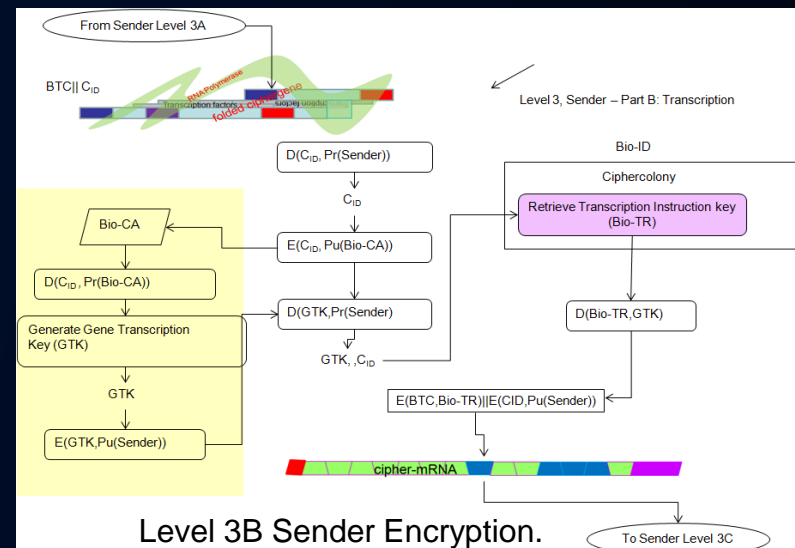 From Sender Level 3A
BTC|| CID
RNA Polymerase
Transcription factors
Transcription factors
folded ciphergene
Level 3, Sender – Part B: Transcription
Bio-ID
Ciphercolony
Retrieve Transcription Instruction key
(Bio-TR)
D(CID, Pr(Sender))
CID
E(CID, Pu(Bio-CA))
Bio-CA
D(CID, Pr(Bio-CA))
Generate Gene Transcription
Key (GTK)
GTK
E(GTK,Pu(Sender))
D(GTK,Pr(Sender)
GTK, ,CID
D(Bio-TR,GTK)
E(BTC,Bio-TR)||E(CID,Pu(Sender))
cipher-mRNA
Level 3B Sender Encryption.
To Sender Level 3C